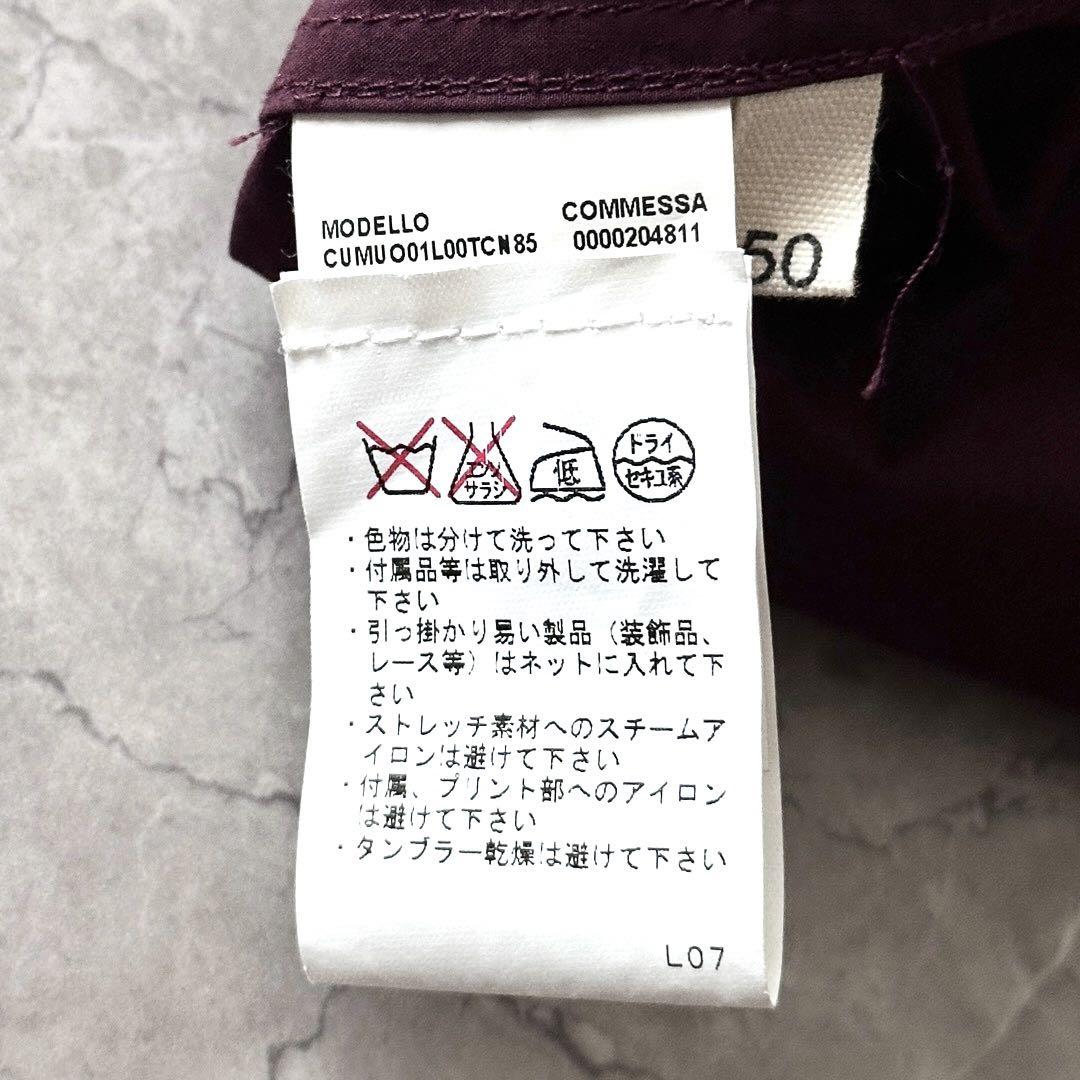 MODELLO COMMESSA
CUMUO01L00TCN85 0000204811
50
エンソ
サラシ
低
ドライ
セキユ系
・色物は分けて洗って下さい
・付属品等は取り外して洗濯して
下さい
・引っ掛かり易い製品（装飾品、
レース等）はネットに入れて下
さい
・ストレッチ素材へのスチームア
イロンは避けて下さい
・付属、プリント部へのアイロン
は避けて下さい
・タンブラー乾燥は避けて下さい
L07